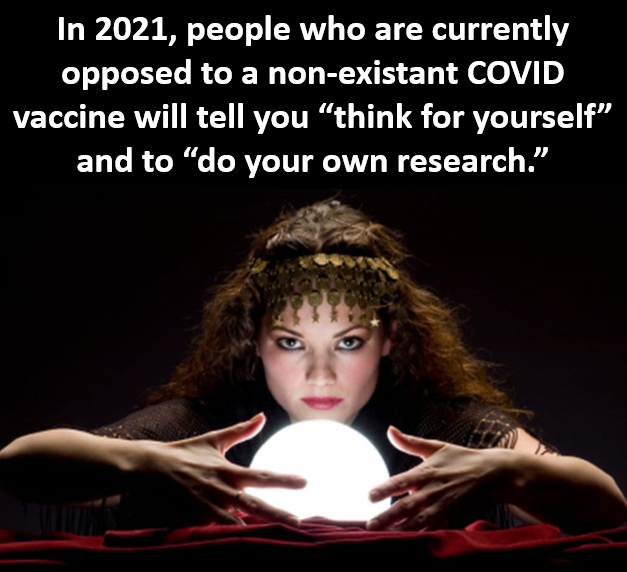 In 2021, people who are currently
opposed to a non-existant COVID
vaccine will tell you “think for yourself”
and to “do your own research.”